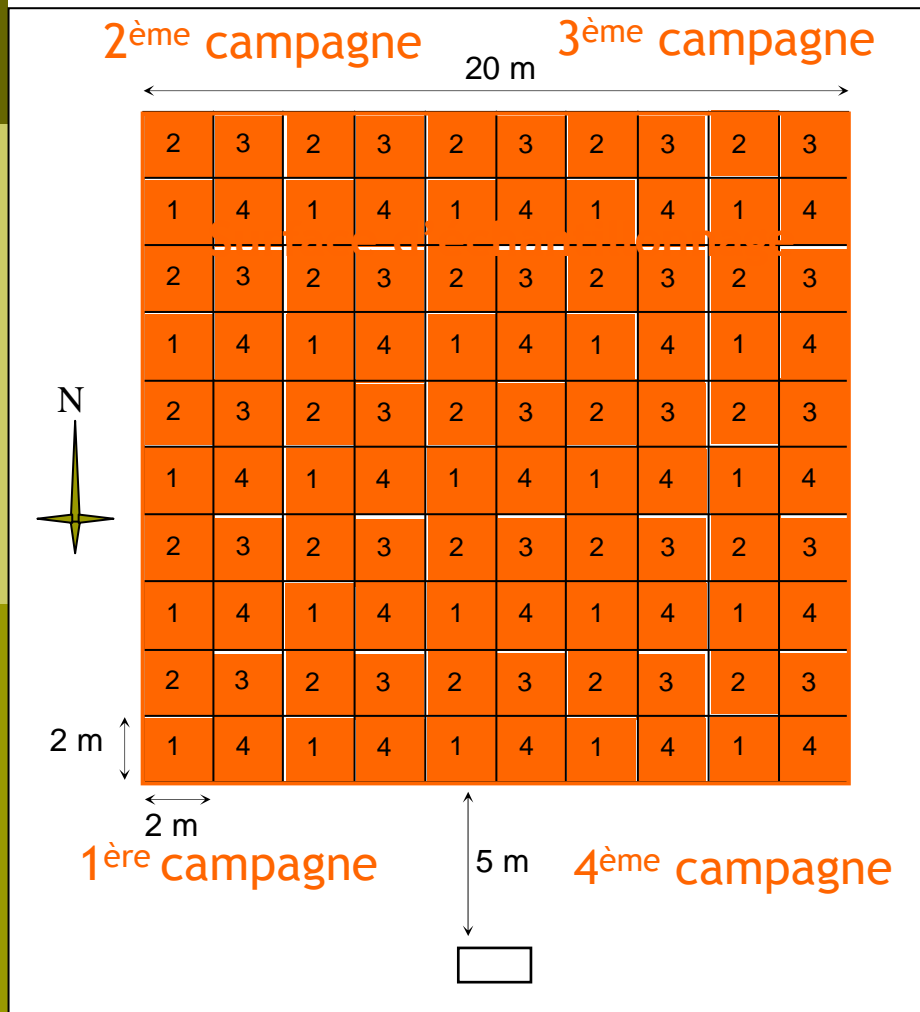 2ème campagne 3ème campagne
20 m
2 3 2 3 2 3 2 3 2 3
1 4 1 4 1 4 1 4 1 4
2 3 2 3 2 3 2 3 2 3
1 4 1 4 1 4 1 4 1 4
N
2 3 2 3 2 3 2 3 2 3
1 4 1 4 1 4 1 4 1 4
2 3 2 3 2 3 2 3 2 3
1 4 1 4 1 4 1 4 1 4
2 3 2 3 2 3 2 3 2 3
2 m 1 4 1 4 1 4 1 4 1 4
2 m
1ère campagne 5 m 4ème campagne